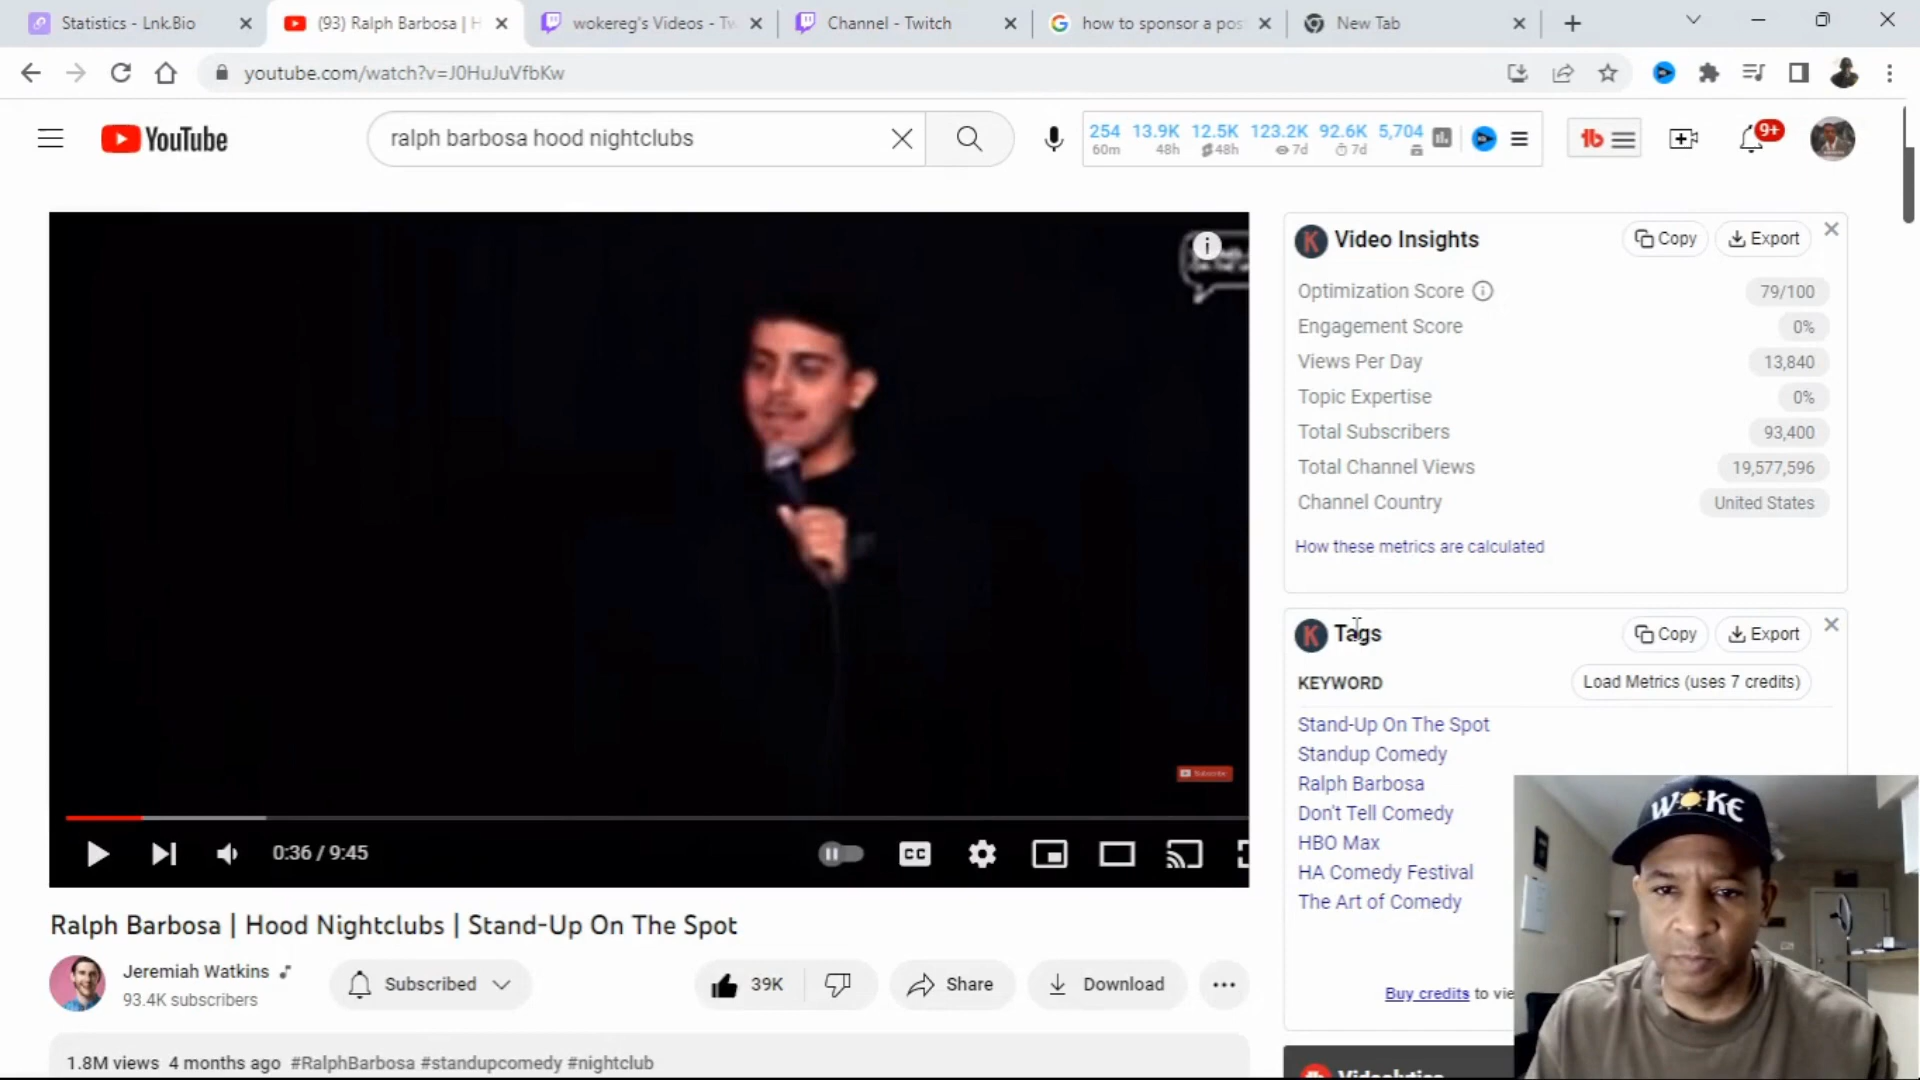 Statistics - Lnk.Bio
(93) Ralph Barbosa | H
wokereg's Videos - Tw
Channel - Twitch
how to sponsor a pos
New Tab
youtube.com/watch?v=J0HuJuVfbKw
YouTube
ralph barbosa hood nightclubs
254 13.9K 12.5K 123.2K 92.6K 5,704
60m 48h 48h 7d 7d
tb
9+
Video Insights
Copy
Export
Optimization Score
79/100
Engagement Score
0%
Views Per Day
13,840
Topic Expertise
0%
Total Subscribers
93,400
Total Channel Views
19,577,596
Channel Country
United States
How these metrics are calculated
Tags
Copy
Export
KEYWORD
Load Metrics (uses 7 credits)
Stand-Up On The Spot
Standup Comedy
Ralph Barbosa
Don't Tell Comedy
HBO Max
HA Comedy Festival
The Art of Comedy
Buy credits to vie
WOKE
Subscribe
0:36 / 9:45
CC
Ralph Barbosa | Hood Nightclubs | Stand-Up On The Spot
Jeremiah Watkins
93.4K subscribers
Subscribed
39K
Share
Download
1.8M views 4 months ago #RalphBarbosa #standupcomedy #nightclub